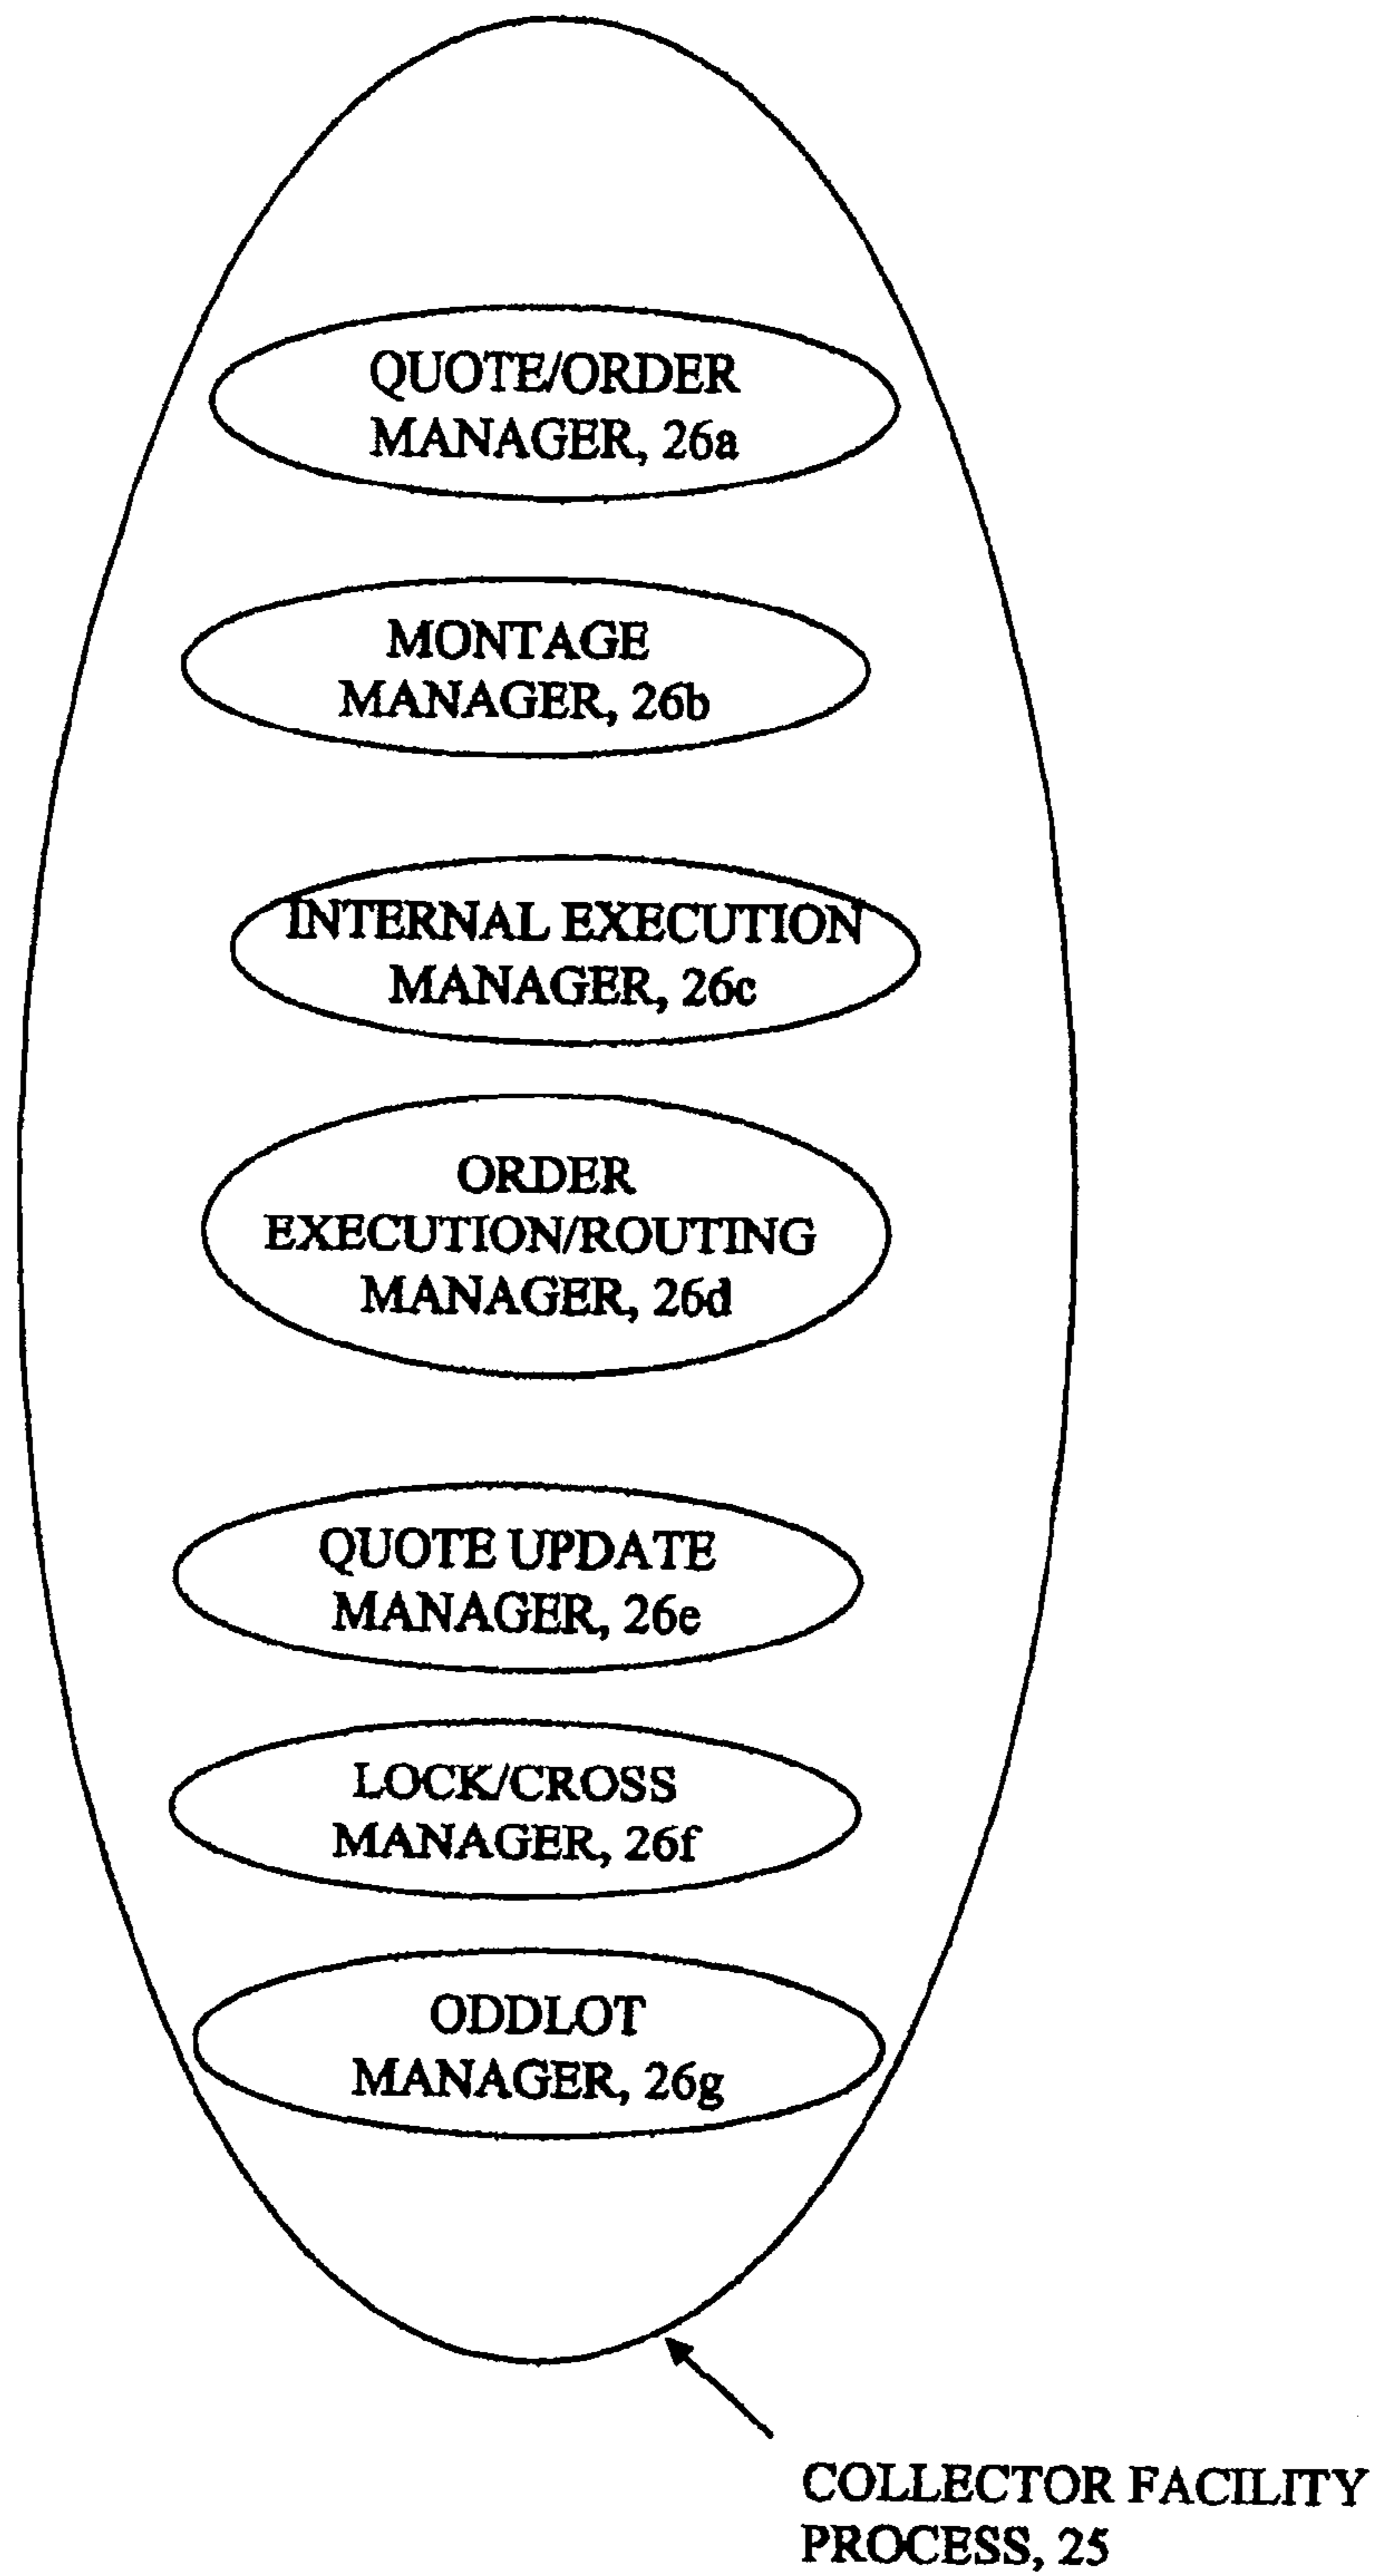 QUOTE/ORDER
MANAGER, 26a
MONTAGE
MANAGER, 26b
INTERNAL EXECUTION
MANAGER, 26c
ORDER
EXECUTION/ROUTING
MANAGER, 26d
QUOTE UPDATE
MANAGER, 26e
LOCK/CROSS
MANAGER, 26f
ODDLOT
MANAGER, 26g
COLLECTOR FACILITY
PROCESS, 25